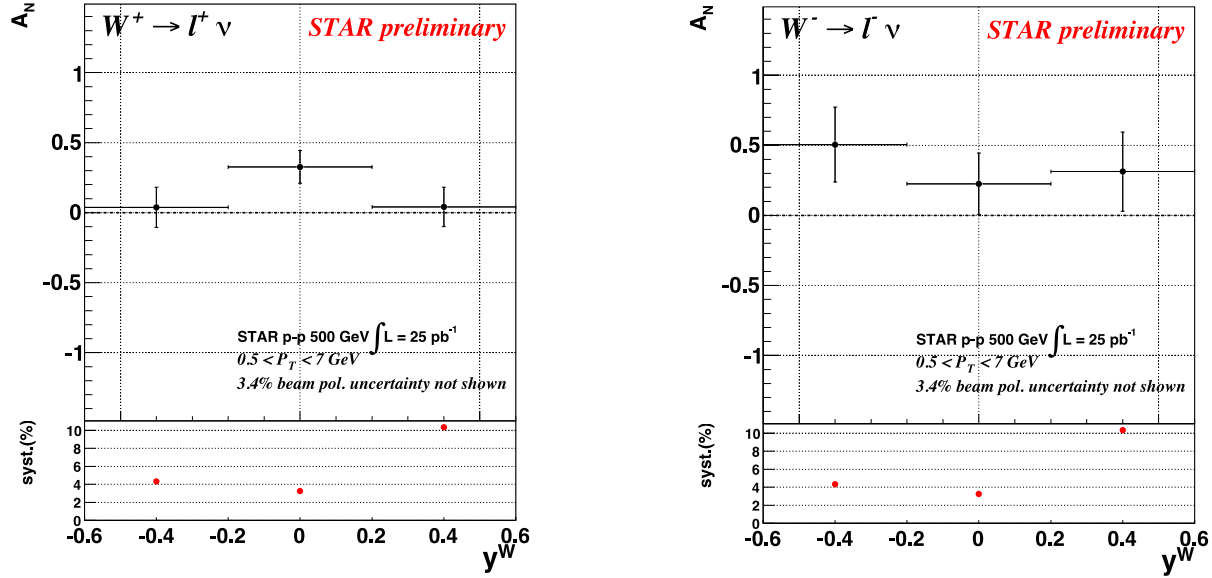 A_N
W⁺ → l⁺ ν
STAR preliminary
1
0.5
0
-0.5
-1
STAR p-p 500 GeV ∫ L = 25 pb⁻¹
0.5 < P_T < 7 GeV
3.4% beam pol. uncertainty not shown
syst.(%)
10
8
6
4
2
0
-0.6 -0.4 -0.2 0 0.2 0.4 0.6
y^W
A_N
W⁻ → l⁻ ν
STAR preliminary
1
0.5
0
-0.5
-1
STAR p-p 500 GeV ∫ L = 25 pb⁻¹
0.5 < P_T < 7 GeV
3.4% beam pol. uncertainty not shown
syst.(%)
10
8
6
4
2
0
-0.6 -0.4 -0.2 0 0.2 0.4 0.6
y^W